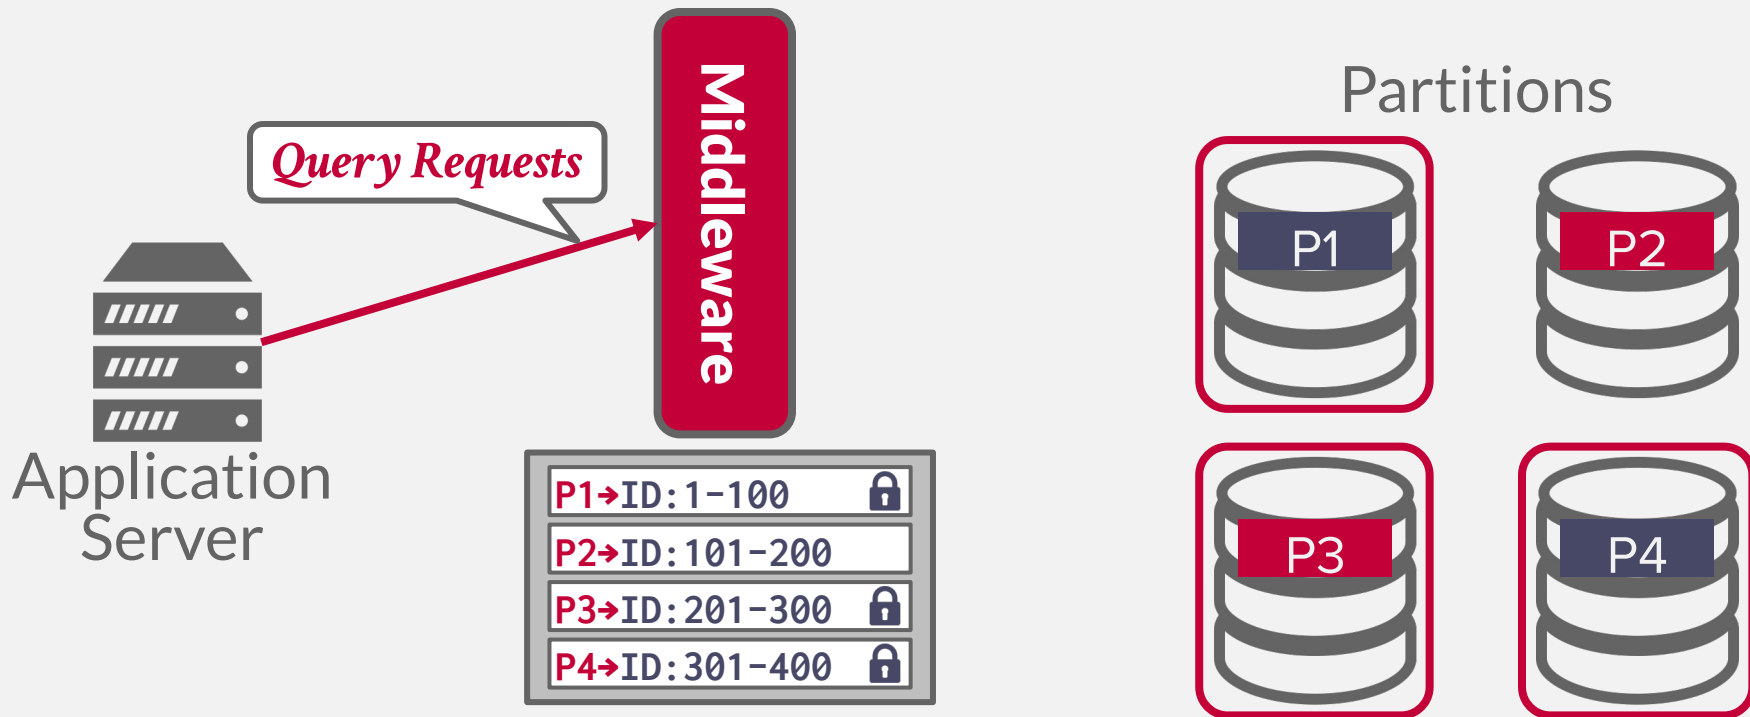 Middleware
Partitions
Query Requests
P1
P2
Application
Server
P1→ID:1-100
P2→ID:101-200
P3→ID:201-300
P4→ID:301-400
P3
P4